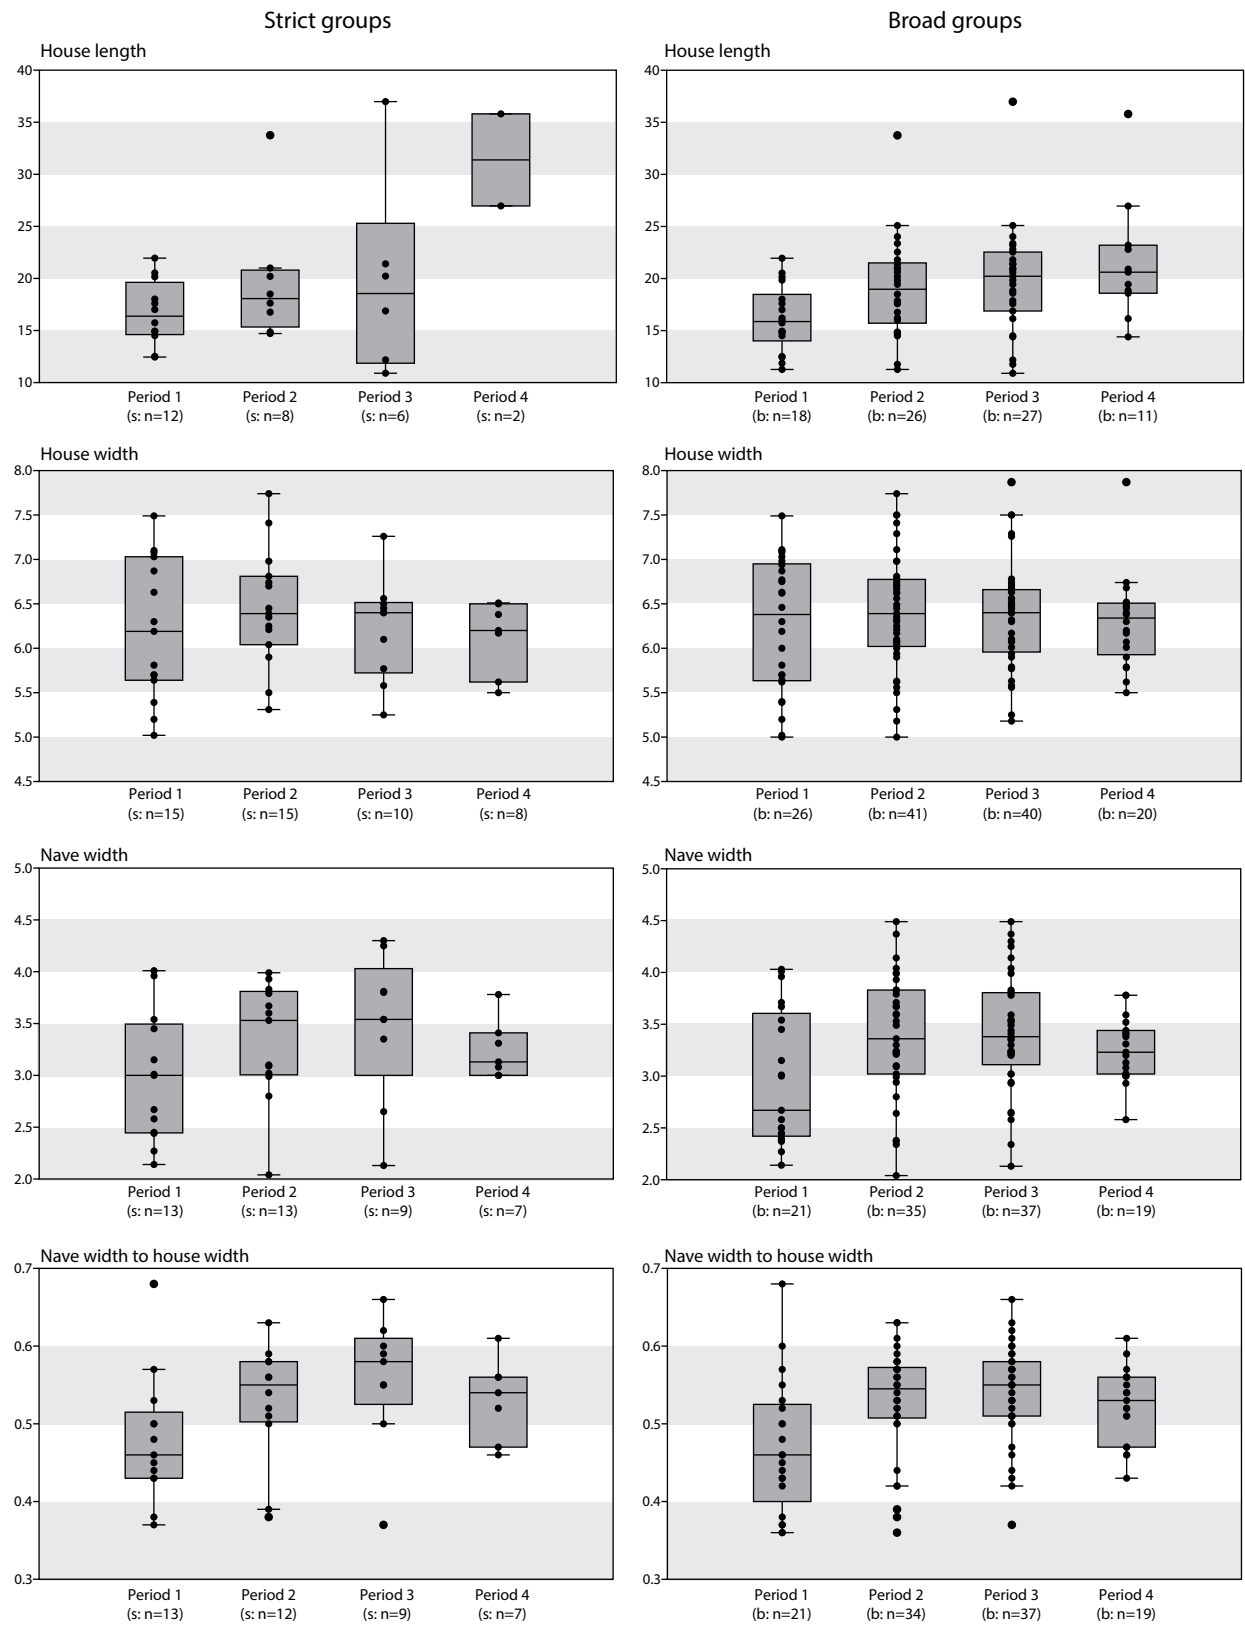 Strict groups
Broad groups
House length
40
35
30
25
20
15
10
Period 1
(s: n=12)
Period 2
(s: n=8)
Period 3
(s: n=6)
Period 4
(s: n=2)
House length
40
35
30
25
20
15
10
Period 1
(b: n=18)
Period 2
(b: n=26)
Period 3
(b: n=27)
Period 4
(b: n=11)
House width
8.0
7.5
7.0
6.5
6.0
5.5
5.0
4.5
Period 1
(s: n=15)
Period 2
(s: n=15)
Period 3
(s: n=10)
Period 4
(s: n=8)
House width
8.0
7.5
7.0
6.5
6.0
5.5
5.0
4.5
Period 1
(b: n=26)
Period 2
(b: n=41)
Period 3
(b: n=40)
Period 4
(b: n=20)
Nave width
5.0
4.5
4.0
3.5
3.0
2.5
2.0
Period 1
(s: n=13)
Period 2
(s: n=13)
Period 3
(s: n=9)
Period 4
(s: n=7)
Nave width
5.0
4.5
4.0
3.5
3.0
2.5
2.0
Period 1
(b: n=21)
Period 2
(b: n=35)
Period 3
(b: n=37)
Period 4
(b: n=19)
Nave width to house width
0.7
0.6
0.5
0.4
0.3
Period 1
(s: n=13)
Period 2
(s: n=12)
Period 3
(s: n=9)
Period 4
(s: n=7)
Nave width to house width
0.7
0.6
0.5
0.4
0.3
Period 1
(b: n=21)
Period 2
(b: n=34)
Period 3
(b: n=37)
Period 4
(b: n=19)